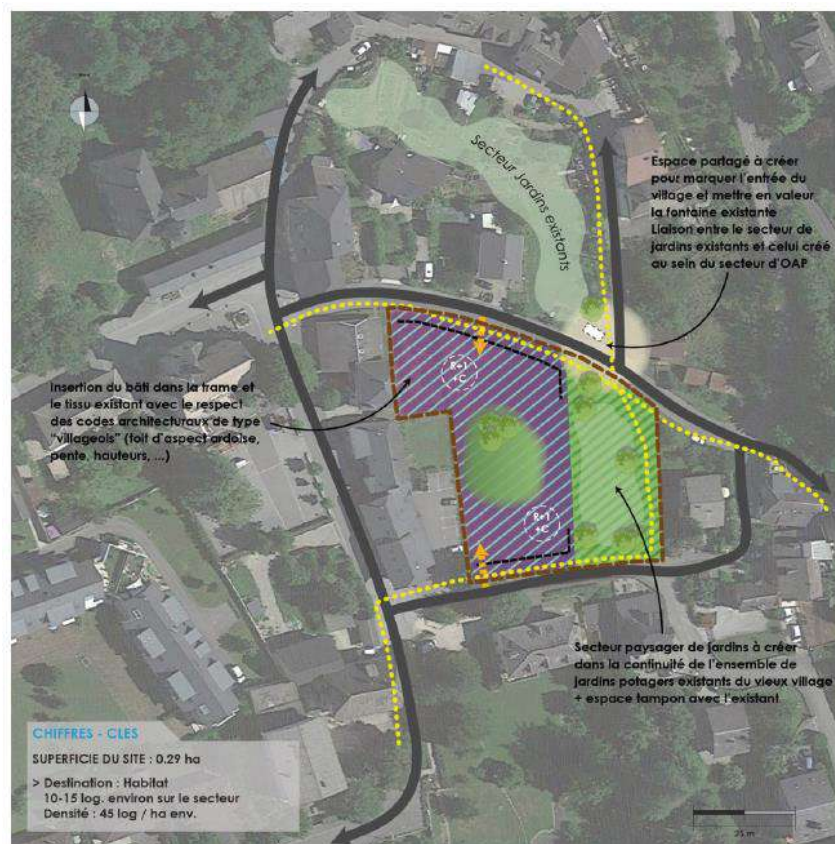 Secteur Jardins existants
Espace partagé à créer
pour marquer l'entrée du
village et mettre en valeur
la fontaine existante
Liaison entre le secteur de
jardins existants et celui créé
au sein du secteur d'OAP
R+1
+C
Insertion du bâti dans la trame et
le tissu existant avec le respect
des codes architecturaux de type
"villageois" (toit d'aspect ardoise,
pente, hauteurs, ...)
R+1
+C
Secteur paysager de jardins à créer
dans la continuité de l'ensemble de
jardins potagers existants du vieux village
+ espace tampon avec l'existant
CHIFFRES - CLES
SUPERFICIE DU SITE : 0.29 ha
> Destination : Habitat
10-15 log. environ sur le secteur
Densité : 45 log / ha env.
25 m